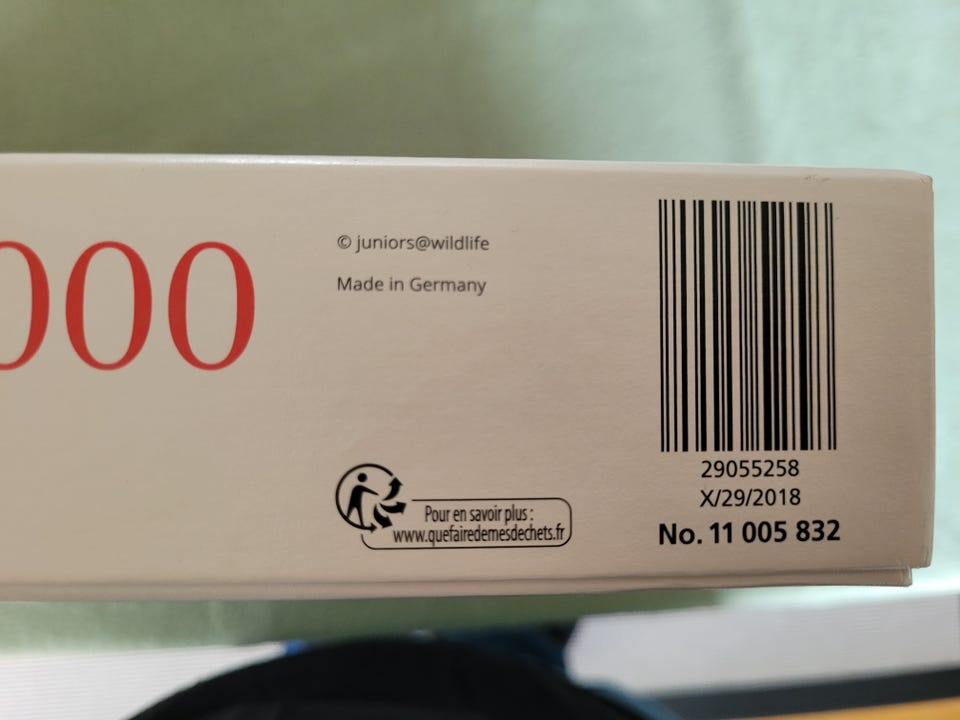 000
© juniors@wildlife
Made in Germany
Pour en savoir plus :
www.quefairedemesdechets.fr
29055258
X/29/2018
No. 11 005 832